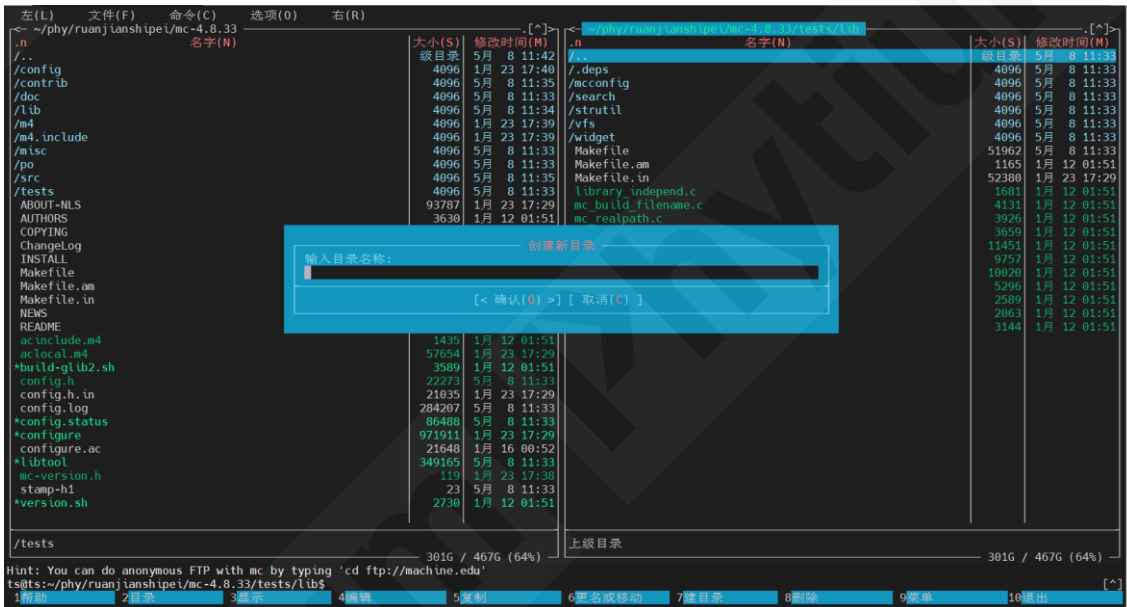 左(L) 文件(F) 命令(C) 选项(O) 右(R)
<— ~/phy/ruanjianshipei/mc-4.8.33 .[^]>
.n 名字(N) 大小(S) 修改时间(M)
/.. 级目录 5月 8 11:42
/config 4096 1月 23 17:40
/contrib 4096 5月 8 11:35
/doc 4096 5月 8 11:33
/lib 4096 5月 8 11:34
/m4 4096 1月 23 17:39
/m4.include 4096 1月 23 17:39
/misc 4096 5月 8 11:33
/po 4096 5月 8 11:33
/src 4096 5月 8 11:35
/tests 4096 5月 8 11:33
ABOUT-NLS 93787 1月 23 17:29
AUTHORS 3630 1月 12 01:51
COPYING
ChangeLog
INSTALL
Makefile
Makefile.am
Makefile.in
NEWS
README
acinclude.m4 1435 1月 12 01:51
aclocal.m4 57654 1月 23 17:29
*build-glib2.sh 3589 1月 12 01:51
config.h 22273 5月 8 11:33
config.h.in 21035 1月 23 17:29
config.log 284207 5月 8 11:33
*config.status 86488 5月 8 11:33
*configure 971911 1月 23 17:29
configure.ac 21648 1月 16 00:52
*libtool 349165 5月 8 11:33
mc-version.h 119 1月 23 17:38
stamp-h1 23 5月 8 11:33
*version.sh 2730 1月 12 01:51
/tests
301G / 467G (64%)
<— ~/phy/ruanjianshipei/mc-4.8.33/tests/lib .[^]>
.n 名字(N) 大小(S) 修改时间(M)
/.. 级目录 5月 8 11:33
/.deps 4096 5月 8 11:33
/mcconfig 4096 5月 8 11:33
/search 4096 5月 8 11:33
/strutil 4096 5月 8 11:33
/vfs 4096 5月 8 11:33
/widget 4096 5月 8 11:33
Makefile 51962 5月 8 11:33
Makefile.am 1165 1月 12 01:51
Makefile.in 52380 1月 23 17:29
library_independ.c 1681 1月 12 01:51
mc_build_filename.c 4131 1月 12 01:51
mc_realpath.c 3926 1月 12 01:51
3659 1月 12 01:51
11451 1月 12 01:51
9757 1月 12 01:51
10020 1月 12 01:51
5296 1月 12 01:51
2589 1月 12 01:51
2063 1月 12 01:51
3144 1月 12 01:51
上级目录
301G / 467G (64%)
创建新目录
输入目录名称:
[< 确认(O) >] [ 取消(C) ]
Hint: You can do anonymous FTP with mc by typing 'cd ftp://machine.edu'
ts@ts:~/phy/ruanjianshipei/mc-4.8.33/tests/lib$ [^]
1帮助 2目录 3显示 4编辑 5复制 6更名或移动 7建目录 8删除 9菜单 10退出